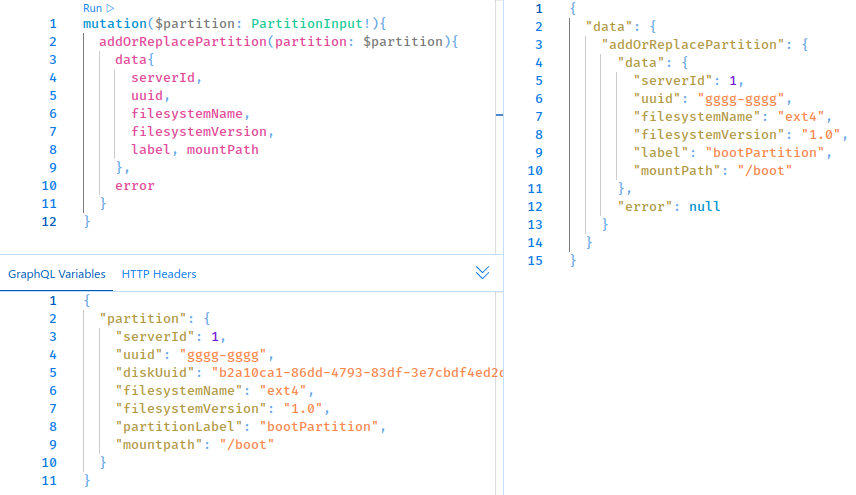 Run ▷
1 mutation($partition: PartitionInput!){
2 addOrReplacePartition(partition: $partition){
3 data{
4 serverId,
5 uuid,
6 filesystemName,
7 filesystemVersion,
8 label, mountPath
9 },
10 error
11 }
12 }
GraphQL Variables HTTP Headers
1 {
2 "partition": {
3 "serverId": 1,
4 "uuid": "gggg-gggg",
5 "diskUuid": "b2a10ca1-86dd-4793-83df-3e7cbdf4ed2
6 "filesystemName": "ext4",
7 "filesystemVersion": "1.0",
8 "partitionLabel": "bootPartition",
9 "mountpath": "/boot"
10 }
11 }
1 {
2 "data": {
3 "addOrReplacePartition": {
4 "data": {
5 "serverId": 1,
6 "uuid": "gggg-gggg",
7 "filesystemName": "ext4",
8 "filesystemVersion": "1.0",
9 "label": "bootPartition",
10 "mountPath": "/boot"
11 },
12 "error": null
13 }
14 }
15 }